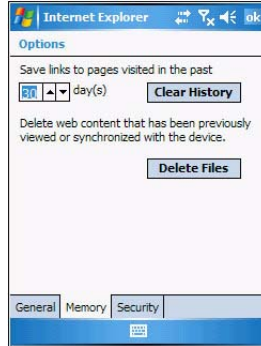 Internet Explorer ok
Options
Save links to pages visited in the past
30 day(s) Clear History
Delete web content that has been previously
viewed or synchronized with the device.
Delete Files
General Memory Security